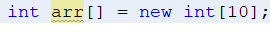 int arr[] = new int[10];